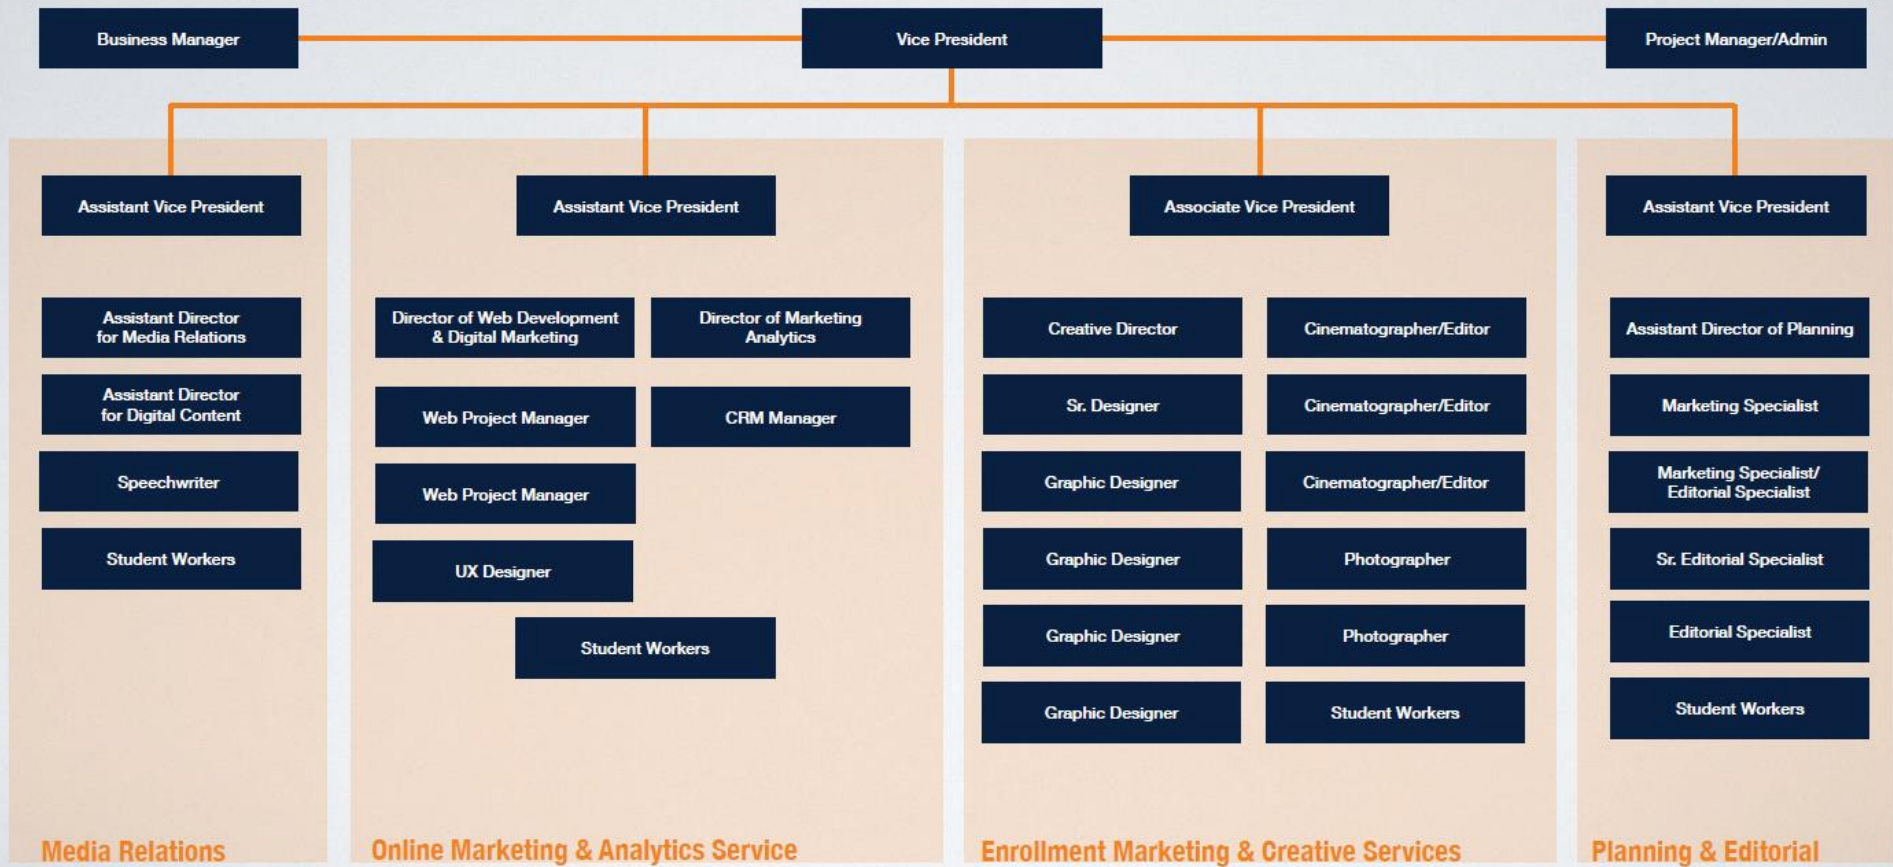 Business Manager
Vice President
Project Manager/Admin
Assistant Vice President
Assistant Director
for Media Relations
Assistant Director
for Digital Content
Speechwriter
Student Workers
Media Relations
Assistant Vice President
Director of Web Development
& Digital Marketing
Director of Marketing
Analytics
Web Project Manager
CRM Manager
Web Project Manager
UX Designer
Student Workers
Online Marketing & Analytics Service
Associate Vice President
Creative Director
Cinematographer/Editor
Sr. Designer
Cinematographer/Editor
Graphic Designer
Cinematographer/Editor
Graphic Designer
Photographer
Graphic Designer
Photographer
Graphic Designer
Student Workers
Enrollment Marketing & Creative Services
Assistant Vice President
Assistant Director of Planning
Marketing Specialist
Marketing Specialist/
Editorial Specialist
Sr. Editorial Specialist
Editorial Specialist
Student Workers
Planning & Editorial